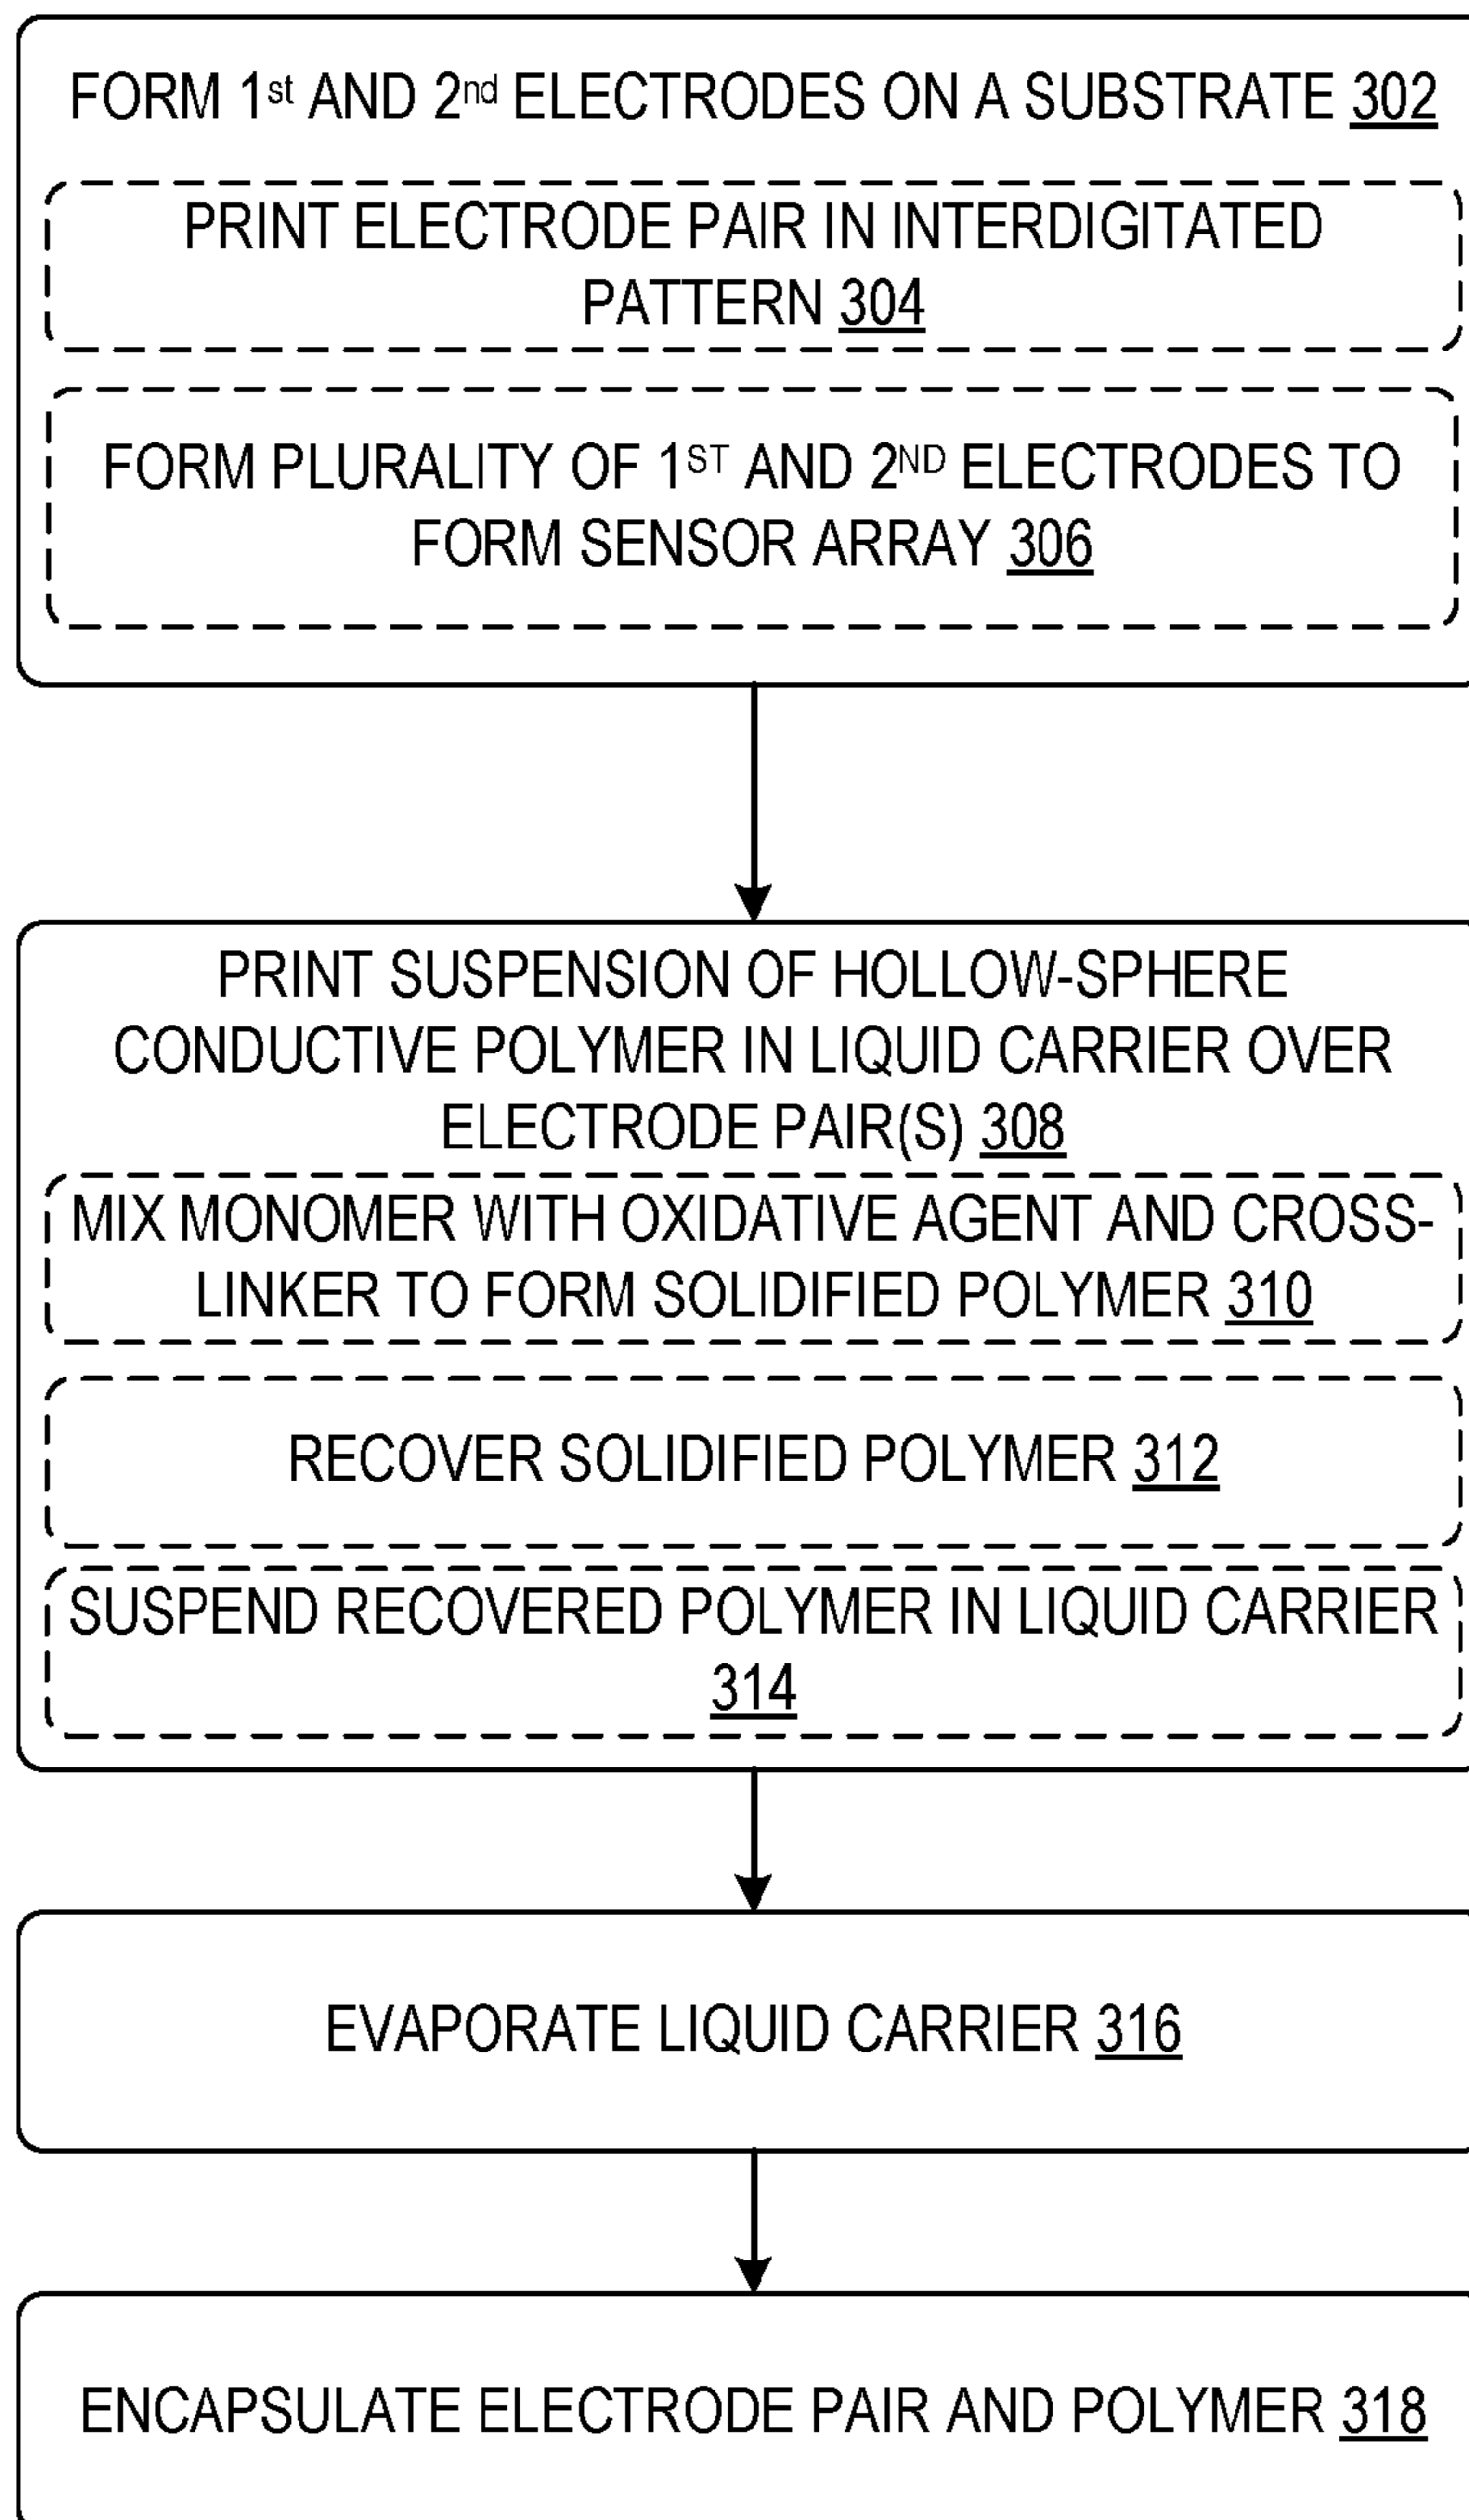 FORM 1st AND 2nd ELECTRODES ON A SUBSTRATE 302
PRINT ELECTRODE PAIR IN INTERDIGITATED
PATTERN 304
FORM PLURALITY OF 1ST AND 2ND ELECTRODES TO
FORM SENSOR ARRAY 306
PRINT SUSPENSION OF HOLLOW-SPHERE
CONDUCTIVE POLYMER IN LIQUID CARRIER OVER
ELECTRODE PAIR(S) 308
MIX MONOMER WITH OXIDATIVE AGENT AND CROSS-
LINKER TO FORM SOLIDIFIED POLYMER 310
RECOVER SOLIDIFIED POLYMER 312
SUSPEND RECOVERED POLYMER IN LIQUID CARRIER
314
EVAPORATE LIQUID CARRIER 316
ENCAPSULATE ELECTRODE PAIR AND POLYMER 318